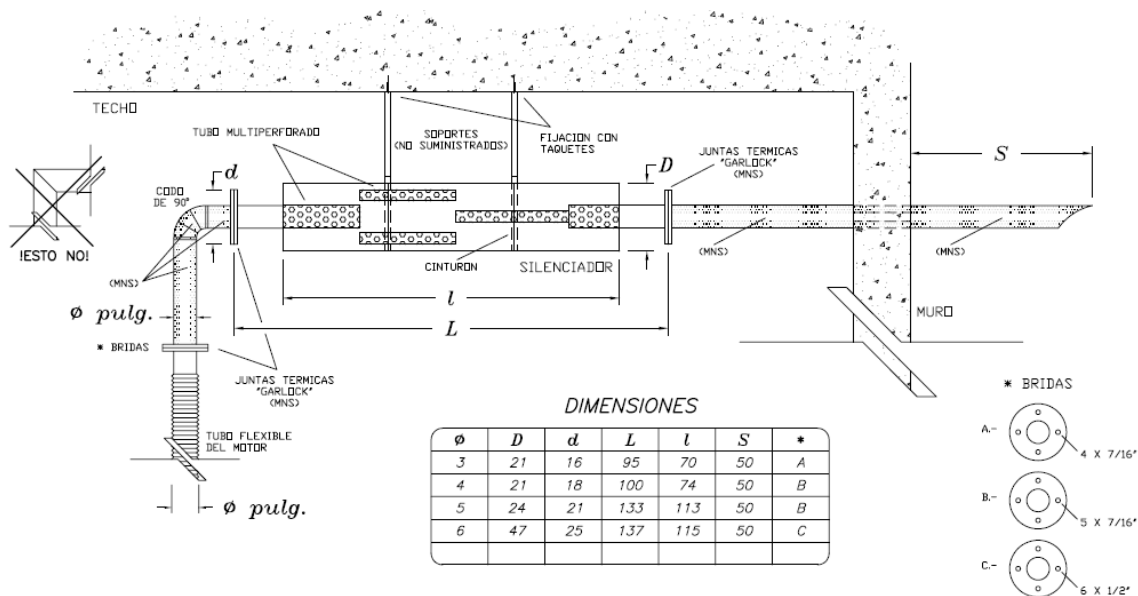 TECHO
TUBO MULTIPERFORADO
SOPORTES
(NO SUMINISTRADOS)
FIJACION CON
TAQUETES
JUNTAS TERMICAS
"GARLOCK"
(MNS)
S
D
d
CODO
DE 90°
!ESTO NO!
(MNS)
CINTURON
SILENCIADOR
(MNS)
(MNS)
l
L
ø pulg.
* BRIDAS
MURO
JUNTAS TERMICAS
"GARLOCK"
(MNS)
TUBO FLEXIBLE
DEL MOTOR
ø pulg.
DIMENSIONES
ø D d L l S *
3 21 16 95 70 50 A
4 21 18 100 74 50 B
5 24 21 133 113 50 B
6 47 25 137 115 50 C
* BRIDAS
A.-
4 X 7/16"
B.-
5 X 7/16"
C.-
6 X 1/2"